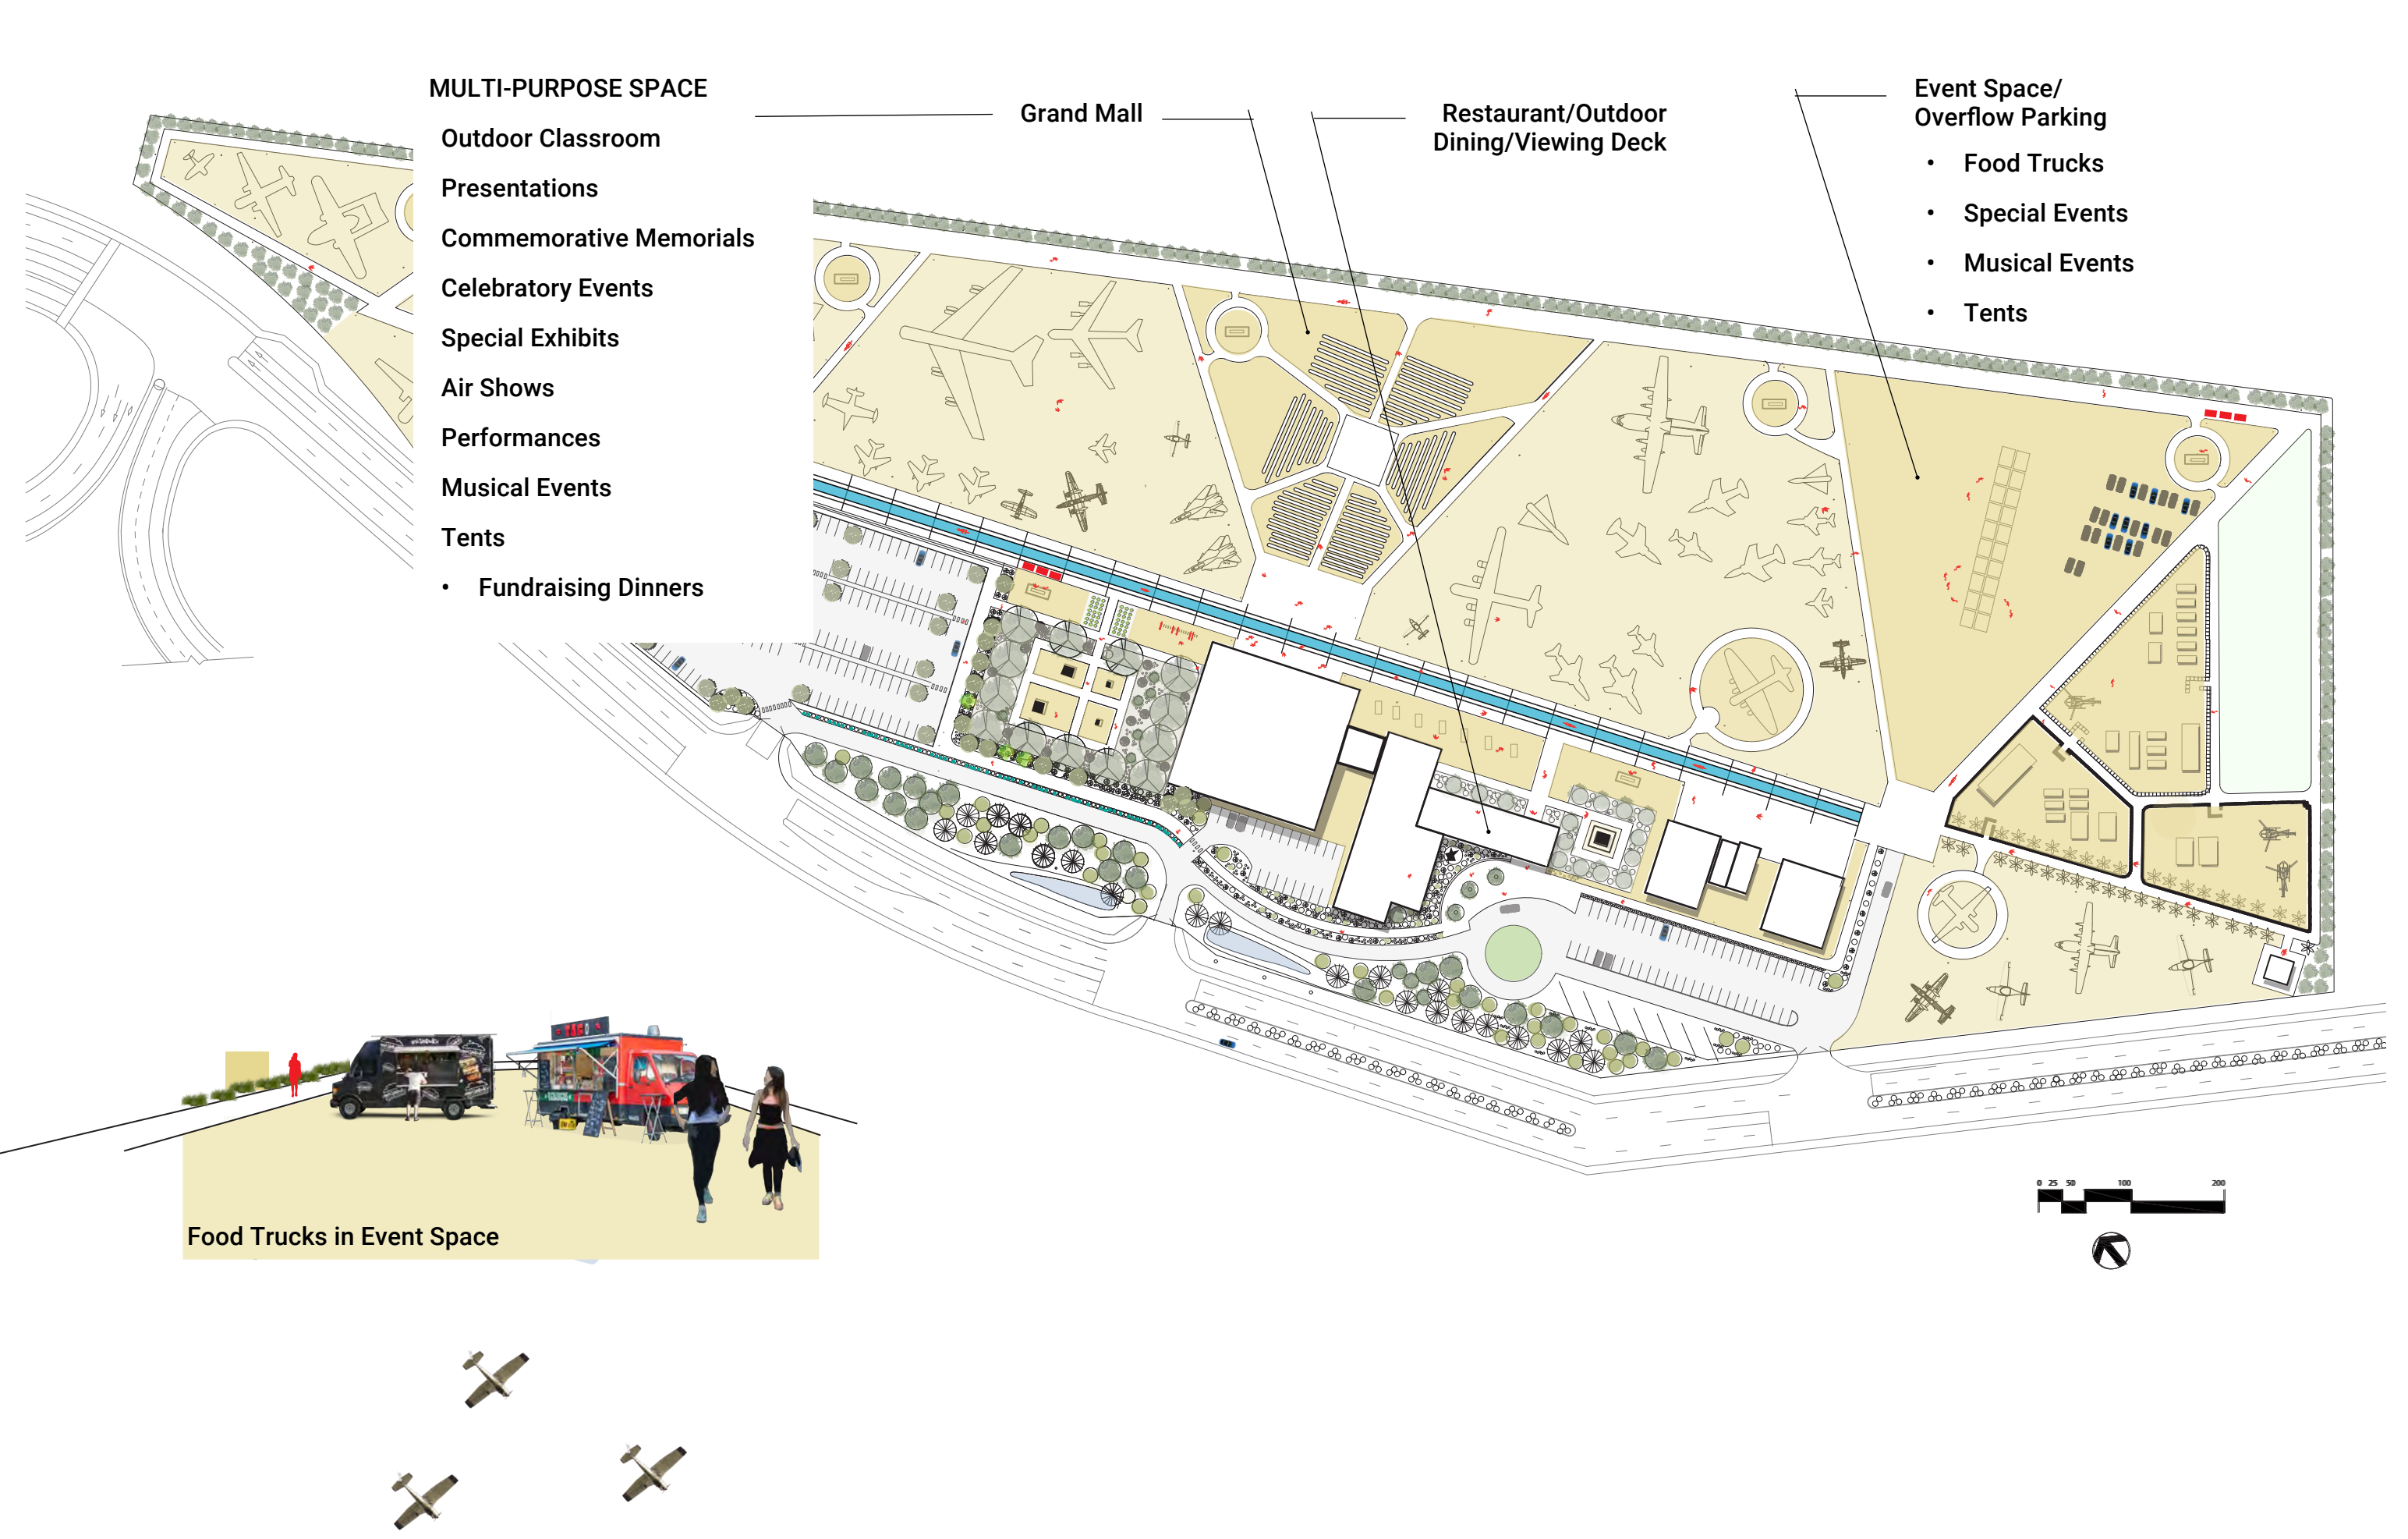 MULTI-PURPOSE SPACE
Outdoor Classroom
Presentations
Commemorative Memorials
Celebratory Events
Special Exhibits
Air Shows
Performances
Musical Events
Tents
• Fundraising Dinners
Grand Mall
Restaurant/Outdoor
Dining/Viewing Deck
Event Space/
Overflow Parking
• Food Trucks
• Special Events
• Musical Events
• Tents
Food Trucks in Event Space
0 25 50 100 200